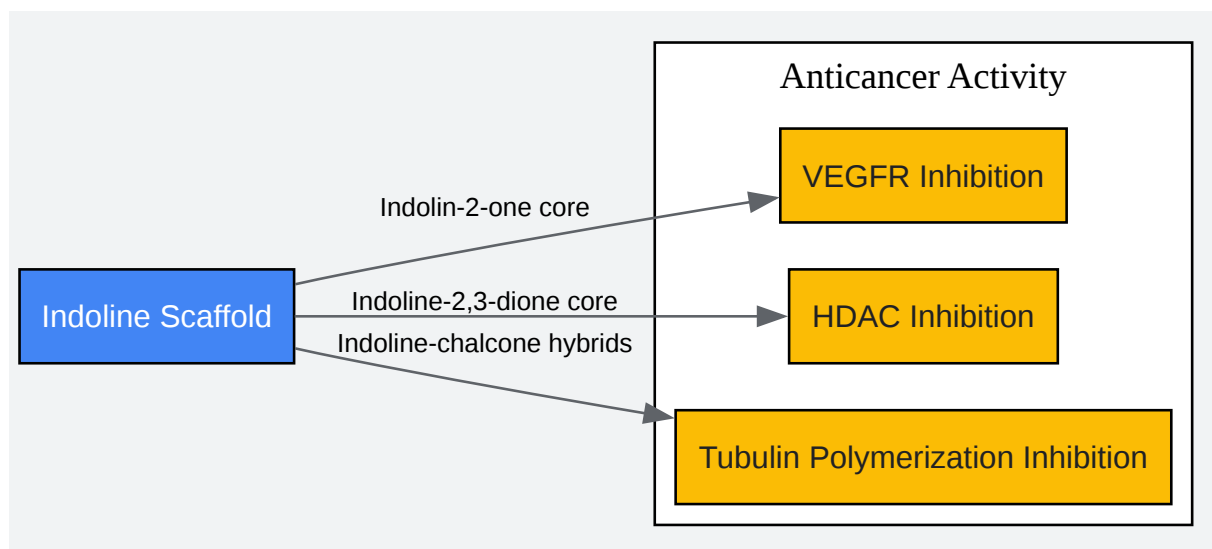 Anticancer Activity
VEGFR Inhibition
Indolin-2-one core
Indoline Scaffold
Indoline-2,3-dione core
HDAC Inhibition
Indoline-chalcone hybrids
Tubulin Polymerization Inhibition